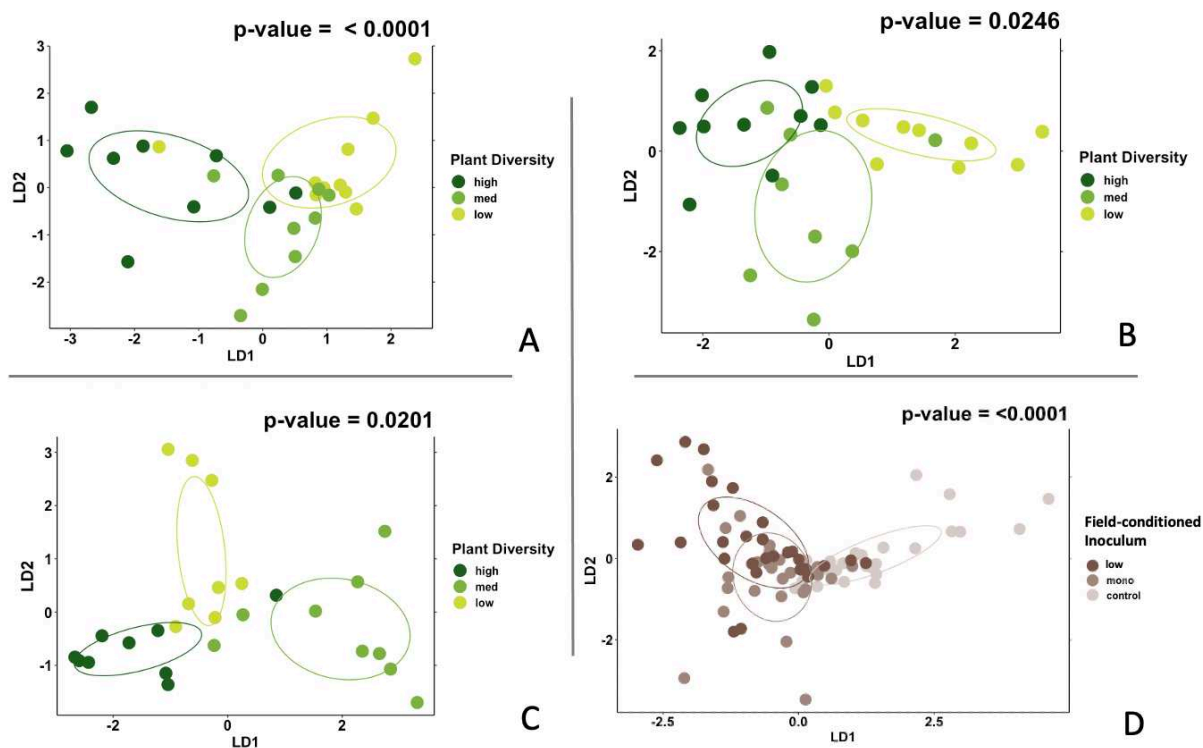 p-value = < 0.0001
3
2
1
0
-1
-2
LD2
-3
-2
-1
0
1
2
LD1
Plant Diversity
high
med
low
A
p-value = 0.0246
2
0
-2
LD2
-2
0
2
LD1
Plant Diversity
high
med
low
B
p-value = 0.0201
3
2
1
0
-1
LD2
-2
0
2
LD1
Plant Diversity
high
med
low
C
p-value = <0.0001
2
0
-2
LD2
-2.5
0.0
2.5
LD1
Field-conditioned
Inoculum
low
mono
control
D